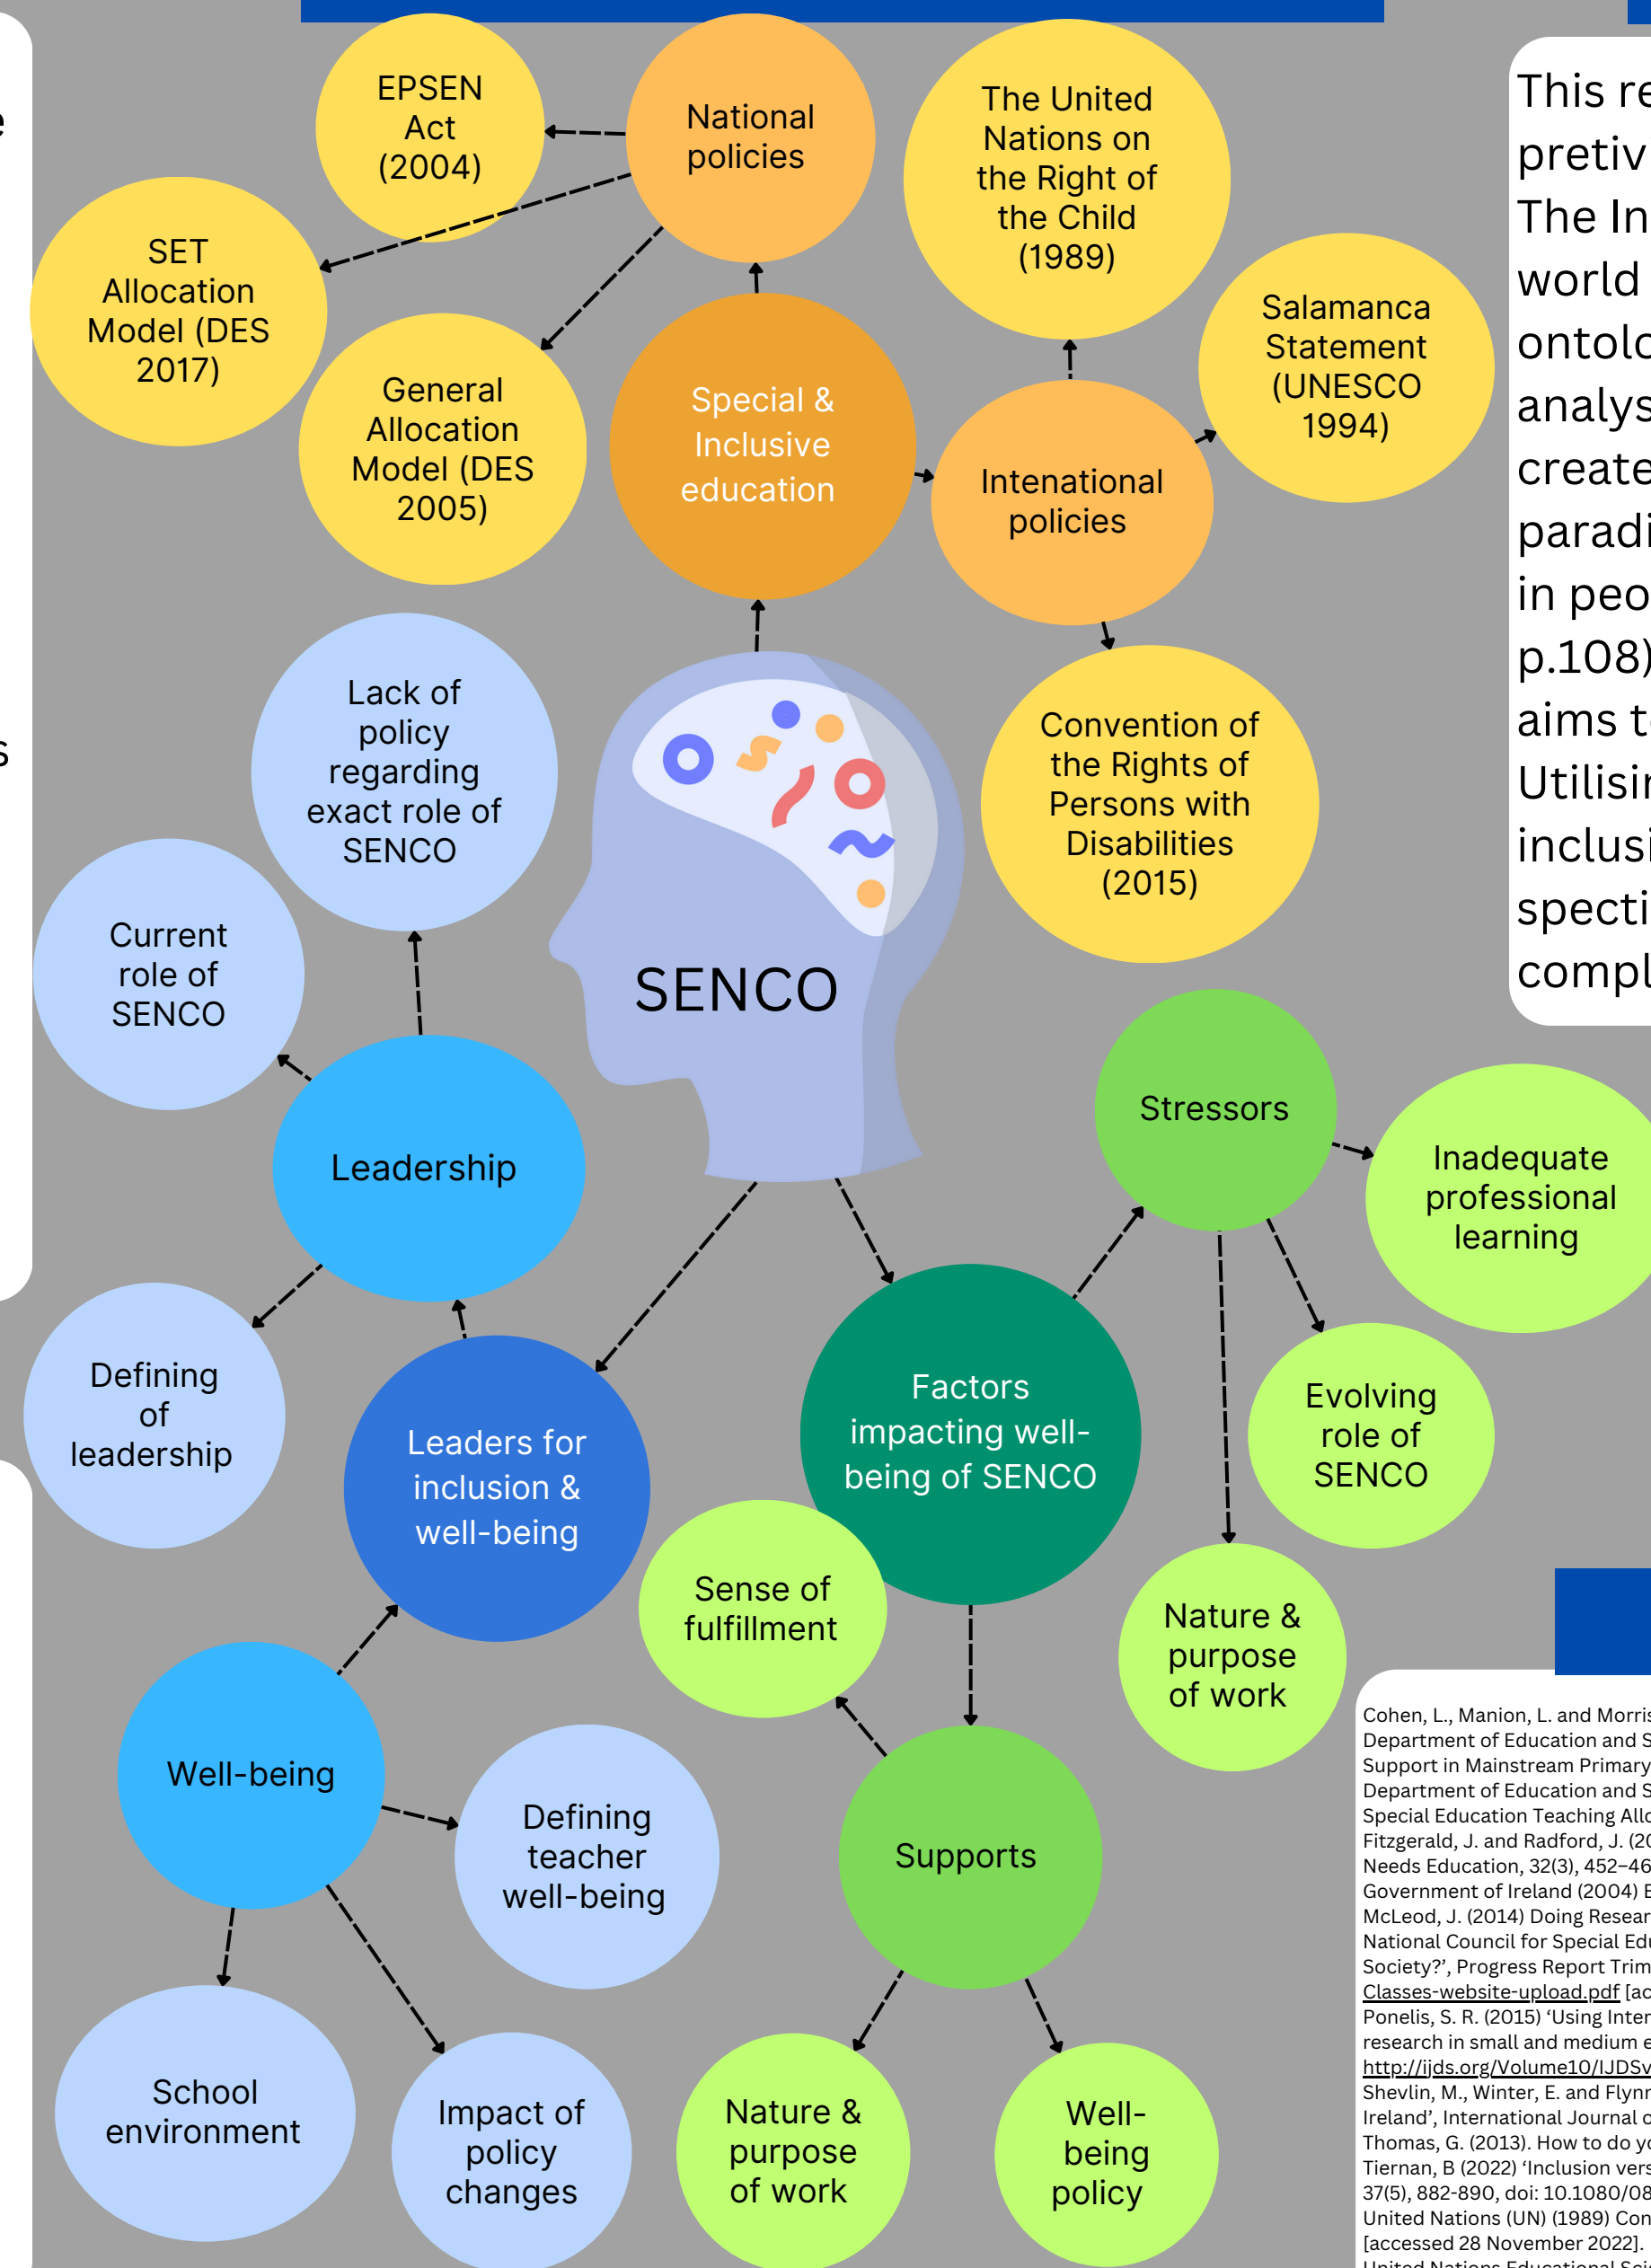 EPSEN
Act
(2004)
National
policies
The United
Nations on
the Right of
the Child
(1989)
SET
Allocation
Model (DES
2017)
General
Allocation
Model (DES
2005)
Special &
Inclusive
education
Intenational
policies
Salamanca
Statement
(UNESCO
1994)
Convention of
the Rights of
Persons with
Disabilities
(2015)
Lack of
policy
regarding
exact role of
SENCO
Current
role of
SENCO
SENCO
Leadership
Defining
of
leadership
Leaders for
inclusion &
well-being
Stressors
Inadequate
professional
learning
Evolving
role of
SENCO
Nature &
purpose
of work
Factors
impacting well-
being of SENCO
Sense of
fulfillment
Supports
Nature &
purpose
of work
Well-
being
policy
Well-being
Defining
teacher
well-being
School
environment
Impact of
policy
changes
e
s
This re
pretiv
The In
world
ontolo
analys
create
paradi
in peo
p.108)
aims t
Utilisin
inclusi
specti
compl
Cohen, L., Manion, L. and Morris
Department of Education and S
Support in Mainstream Primary
Department of Education and S
Special Education Teaching Allo
Fitzgerald, J. and Radford, J. (20
Needs Education, 32(3), 452–46
Government of Ireland (2004) E
McLeod, J. (2014) Doing Resear
National Council for Special Edu
Society?’, Progress Report Trim
Classes-website-upload.pdf [ac
Ponelis, S. R. (2015) ‘Using Inter
research in small and medium e
http://ijds.org/Volume10/IJDSv
Shevlin, M., Winter, E. and Flynn
Ireland’, International Journal o
Thomas, G. (2013). How to do yo
Tiernan, B (2022) ‘Inclusion vers
37(5), 882-890, doi: 10.1080/08
United Nations (UN) (1989) Con
[accessed 28 November 2022].
United Nations Educational Scie